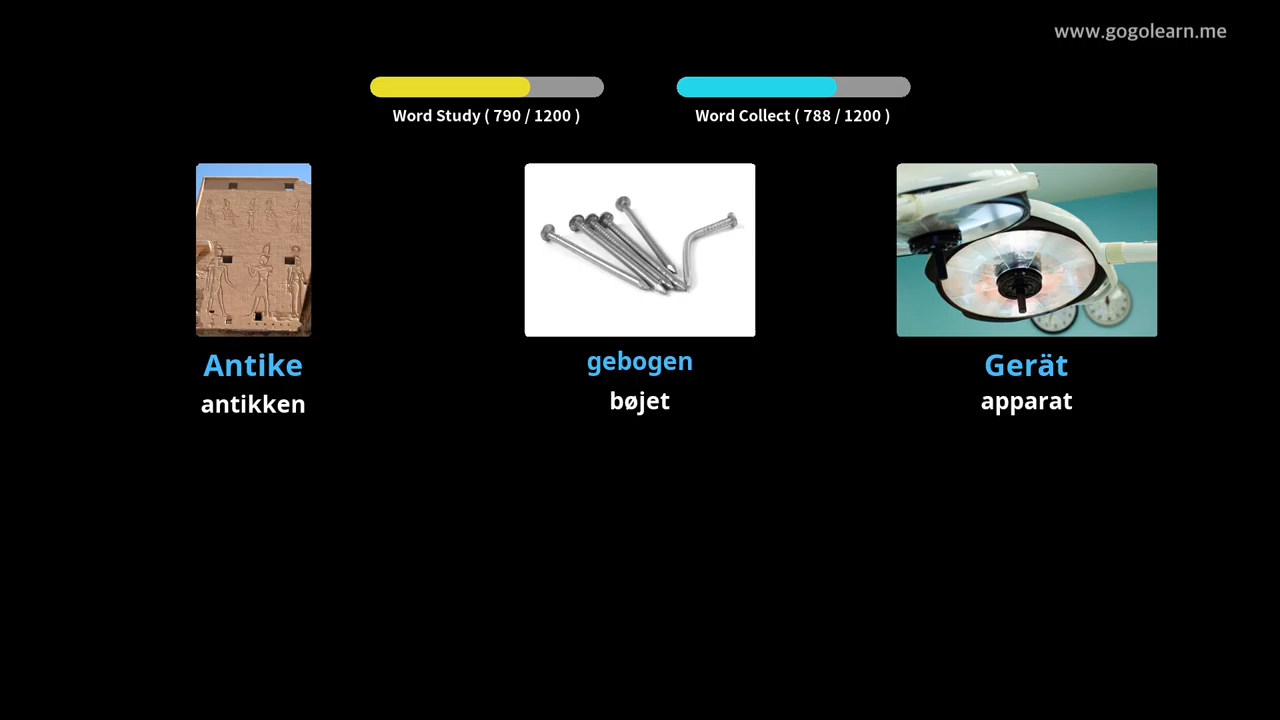 www.gogolearn.me
Word Study ( 790 / 1200 )
Word Collect ( 788 / 1200 )
Antike
antikken
gebogen
bøjet
Gerät
apparat